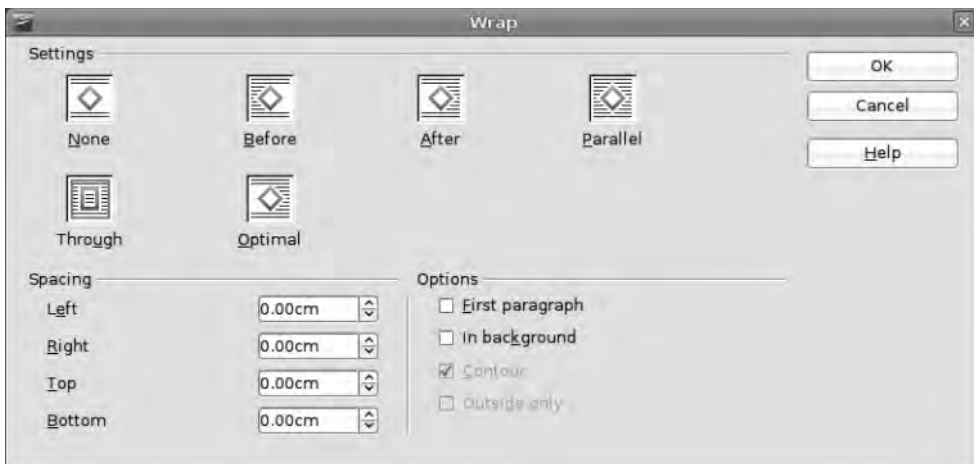 Wrap
Settings
None
Before
After
Parallel
Through
Optimal
OK
Cancel
Help
Spacing
Left 0.00cm
Right 0.00cm
Top 0.00cm
Bottom 0.00cm
Options
First paragraph
In background
Contour
Outside only